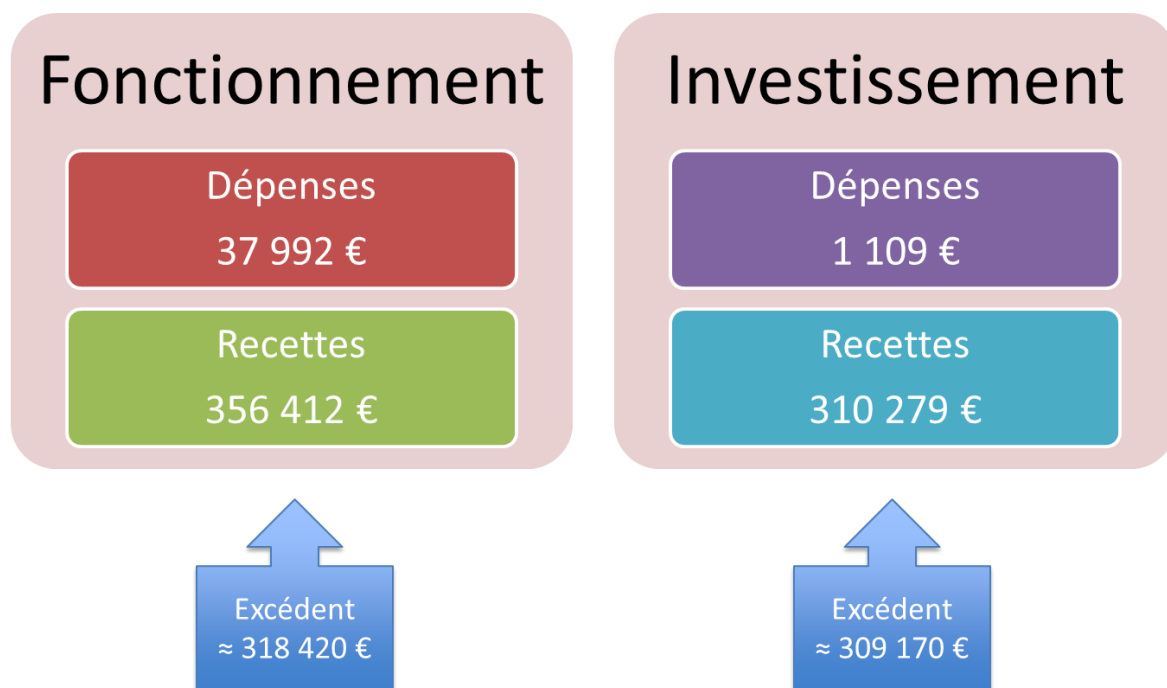 Fonctionnement
Dépenses
37 992 €
Recettes
356 412 €
Excédent
≈ 318 420 €
Investissement
Dépenses
1 109 €
Recettes
310 279 €
Excédent
≈ 309 170 €